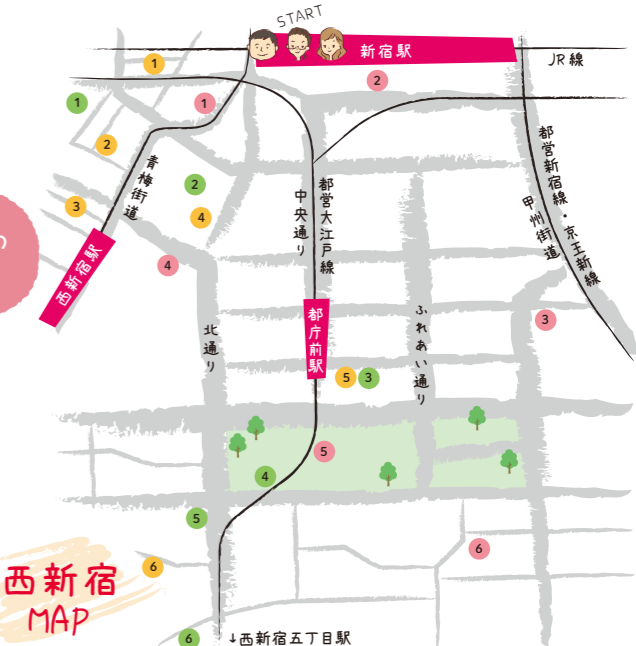 START
新宿駅
JR線
1
2
1
1
2
青梅街道
2
3
4
4
西新宿駅
中央通り
都営大江戸線
都営新宿線・京王新線
甲州街道
3
北通り
都庁前駅
ふれあい通り
5
3
5
4
5
6
6
西新宿
MAP
6
↓西新宿五丁目駅